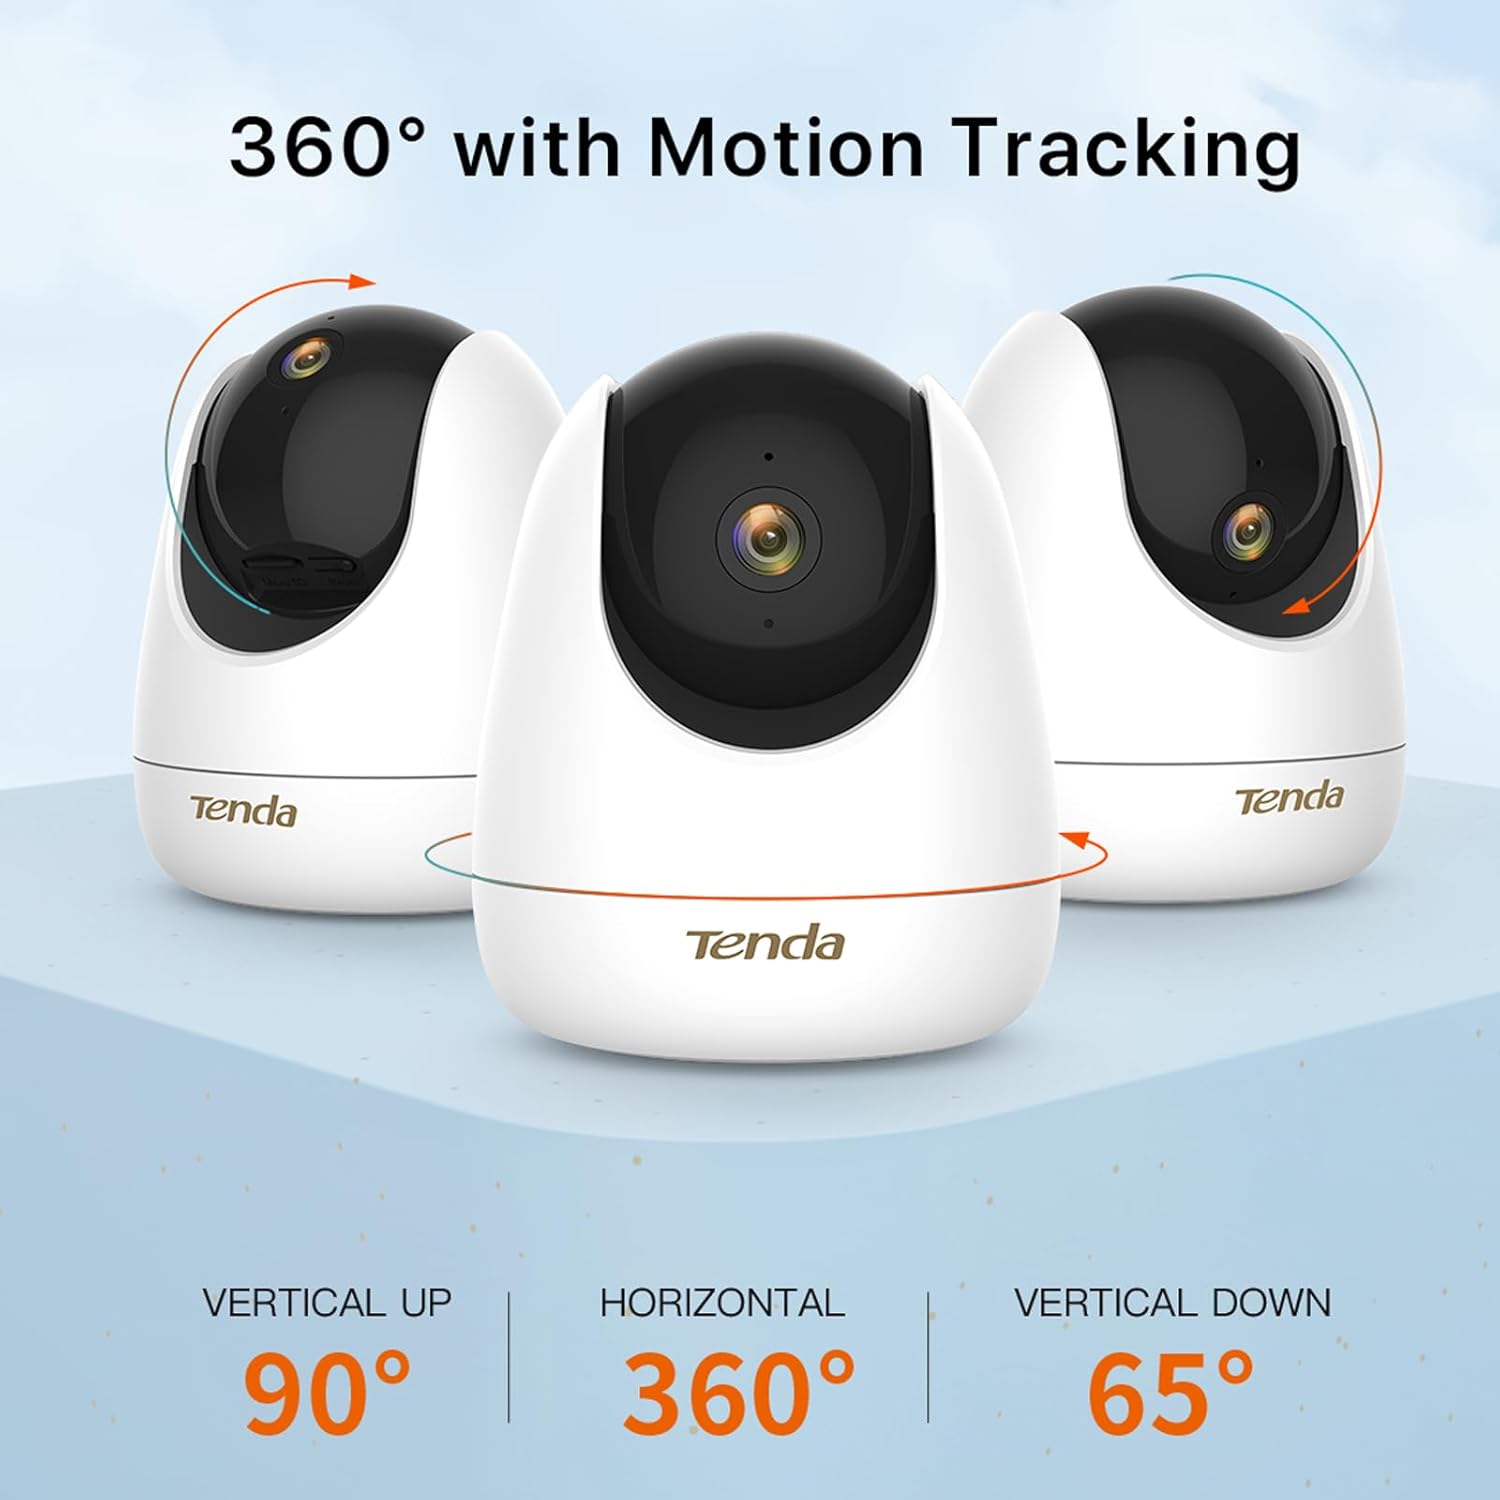 360° with Motion Tracking
Tenda
Tenda
Tenda
VERTICAL UP
90°
HORIZONTAL
360°
VERTICAL DOWN
65°